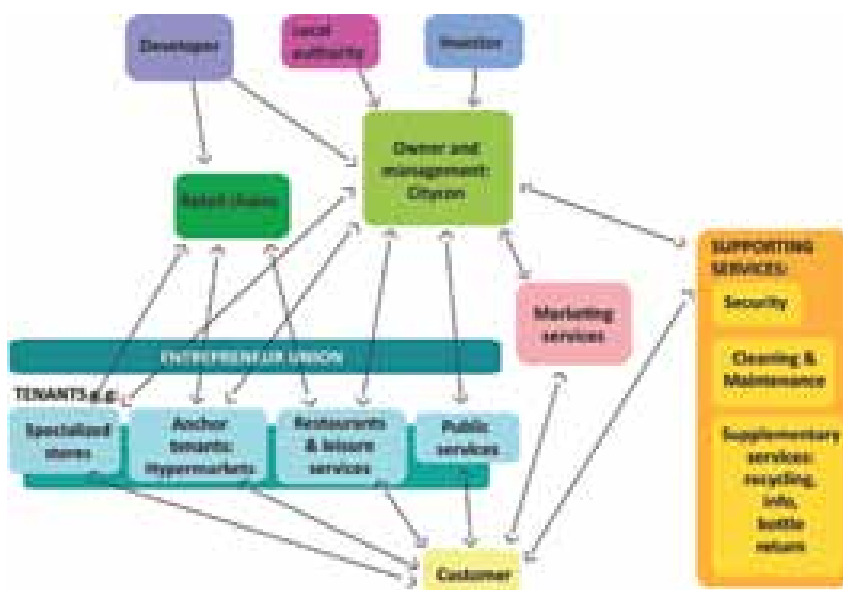 Developer
Local
authority
Investor
Owner and
management:
Citycon
Retail chains
SUPPORTING
SERVICES:
Security
Marketing
services
Cleaning &
Maintenance
ENTREPRENEUR UNION
TENANTS e.g.
Specialized
stores
Anchor
tenants:
Hypermarkets
Restaurants
& leisure
services
Public
services
Supplementary
services:
recycling,
info,
bottle
return
Customer